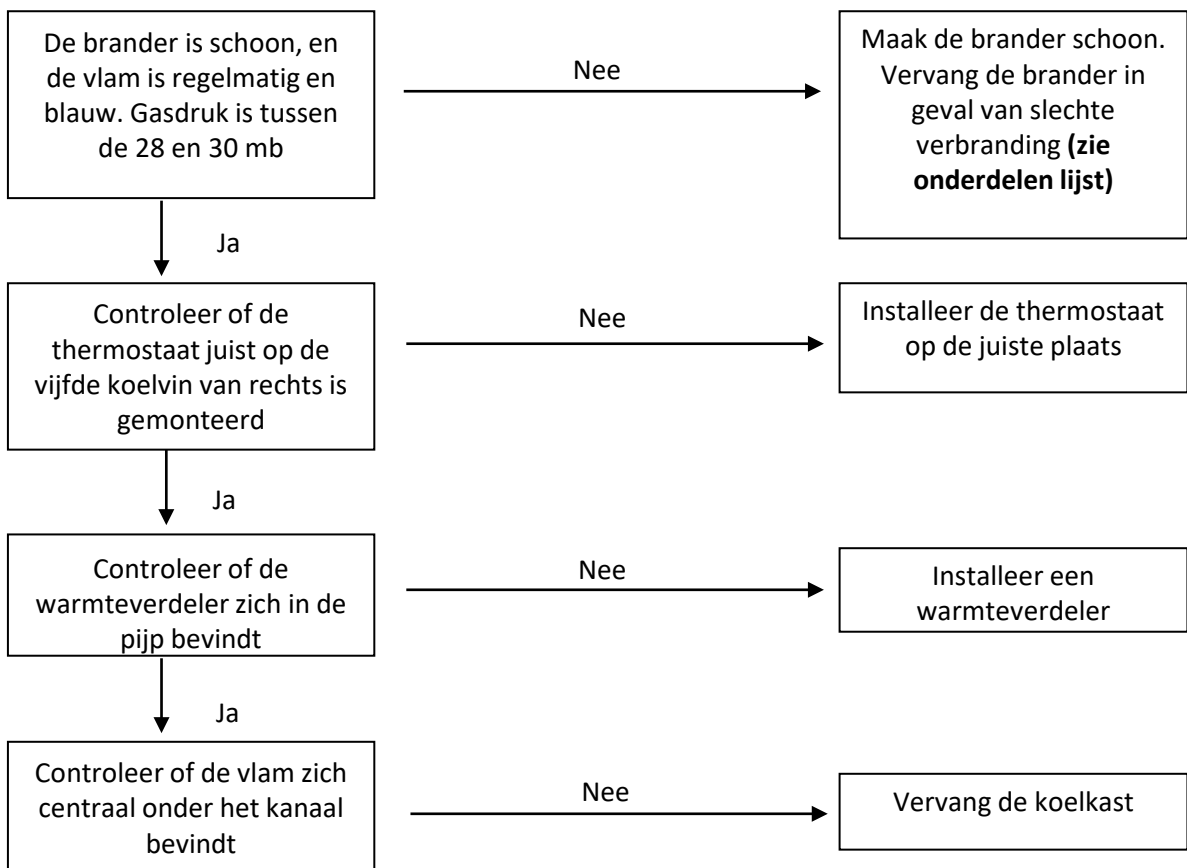 De brander is schoon, en
de vlam is regelmatig en
blauw. Gasdruk is tussen
de 28 en 30 mb
Nee
Maak de brander schoon.
Vervang de brander in
geval van slechte
verbranding (zie
onderdelen lijst)
Ja
Controleer of de
thermostaat juist op de
vijfde koelvin van rechts is
gemonteerd
Nee
Installeer de thermostaat
op de juiste plaats
Ja
Controleer of de
warmteverdeler zich in de
pijp bevindt
Nee
Installeer een
warmteverdeler
Ja
Controleer of de vlam zich
centraal onder het kanaal
bevindt
Nee
Vervang de koelkast